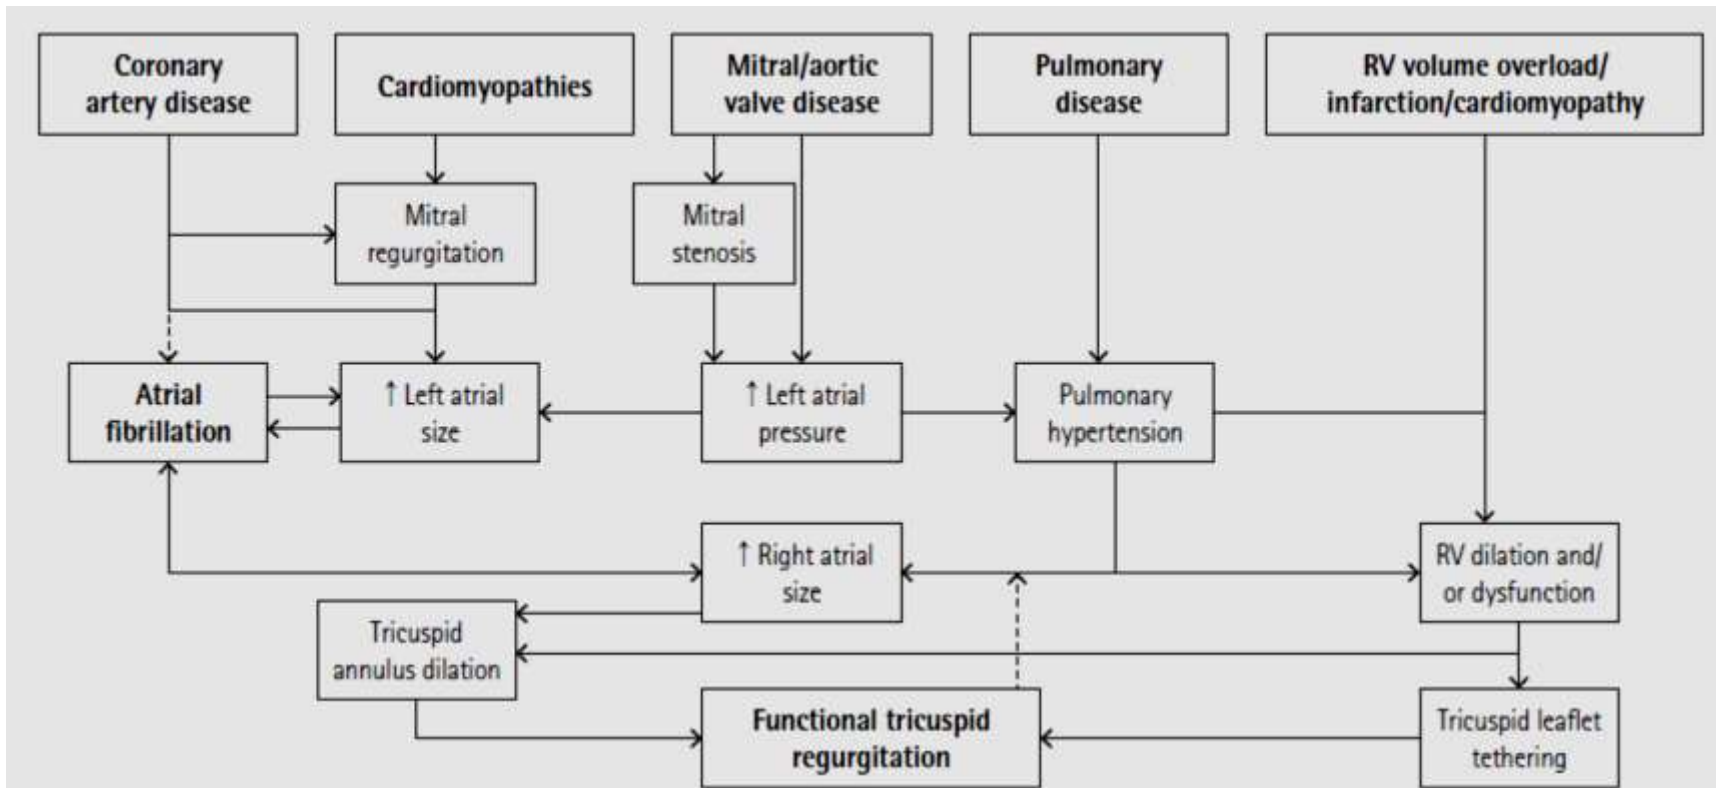 Coronary
artery disease
Cardiomyopathies
Mitral/aortic
valve disease
Pulmonary
disease
RV volume overload/
infarction/cardiomyopathy
Mitral
regurgitation
Mitral
stenosis
Atrial
fibrillation
↑ Left atrial
size
↑ Left atrial
pressure
Pulmonary
hypertension
↑ Right atrial
size
RV dilation and/
or dysfunction
Tricuspid
annulus dilation
Functional tricuspid
regurgitation
Tricuspid leaflet
tethering